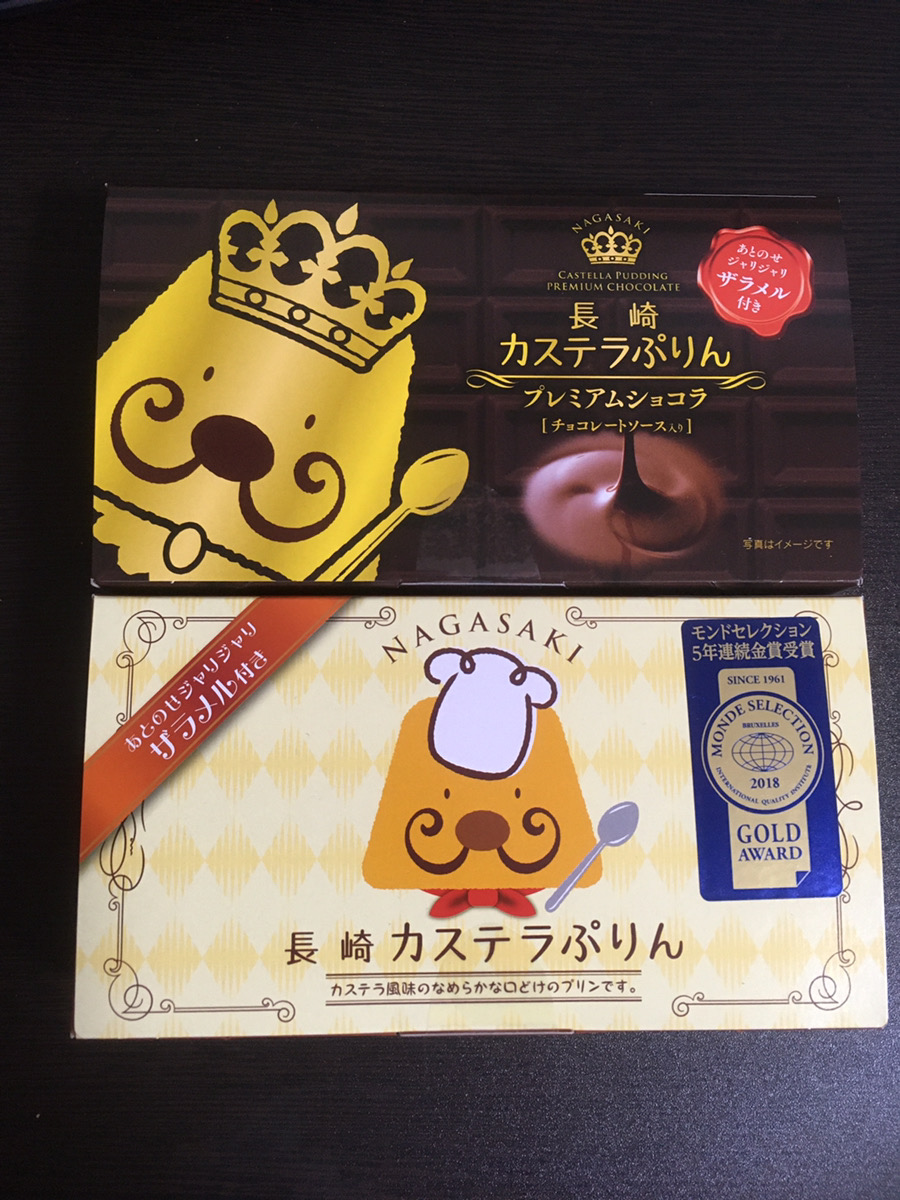 NAGASAKI
CASTELLA PUDDING
PREMIUM CHOCOLATE
長崎
カステラぷりん
プレミアムショコラ
[チョコレートソース入り]
あとのせ
ジャリジャリ
ザラメル
付き
写真はイメージです
あとのせジャリジャリ
ザラメル付き
NAGASAKI
モンドセレクション
5年連続金賞受賞
SINCE 1961
MONDE SELECTION
BRUXELLES
2018
INTERNATIONAL QUALITY INSTITUTE
GOLD
AWARD
長崎カステラぷりん
カステラ風味のなめらかな口どけのプリンです。